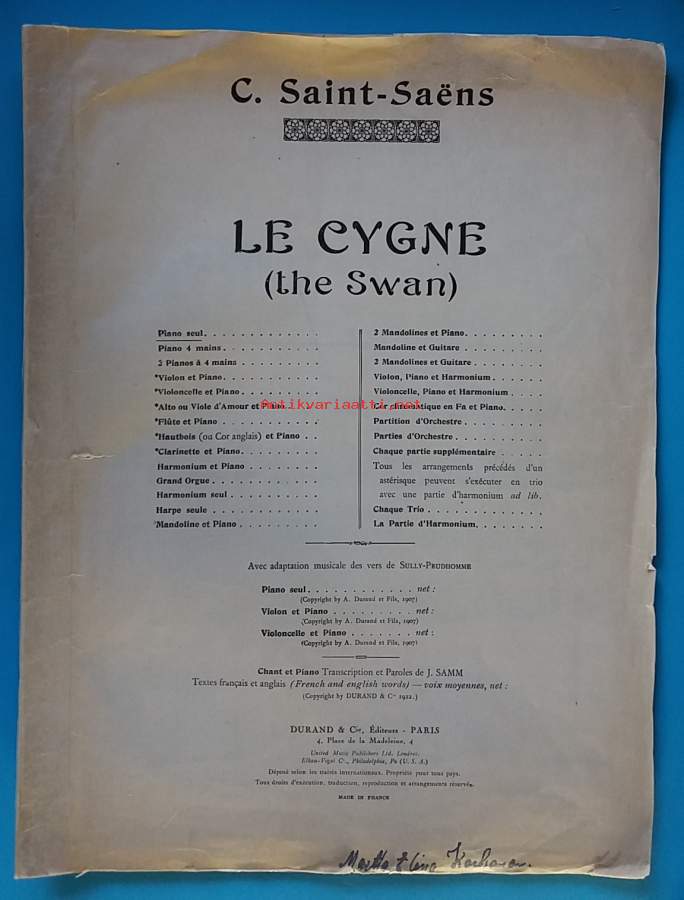 C. Saint-Saëns
LE CYGNE
(the Swan)
Piano seul. . . . . . . . . . . . .
Piano 4 mains. . . . . . . . . . .
2 Pianos à 4 mains . . . . . . . . .
*Violon et Piano. . . . . . . . . . .
*Violoncelle et Piano. . . . . . . . .
*Alto ou Viole d'Amour et Piano. . . .
*Flûte et Piano . . . . . . . . . . .
*Hautbois (ou Cor anglais) et Piano . .
*Clarinette et Piano. . . . . . . . .
Harmonium et Piano . . . . . . . .
Grand Orgue. . . . . . . . . . . .
Harmonium seul . . . . . . . . . .
Harpe seule . . . . . . . . . . . .
Mandoline et Piano . . . . . . . . .
2 Mandolines et Piano. . . . . . . . .
Mandoline et Guitare . . . . . . . . .
2 Mandolines et Guitare . . . . . . . .
Violon, Piano et Harmonium. . . . . .
Violoncelle, Piano et Harmonium . . . .
Cor chromatique en Fa et Piano. . . .
Partition d'Orchestre. . . . . . . . .
Parties d'Orchestre. . . . . . . . . .
Chaque partie supplémentaire . . . . .
Tous les arrangements précédés d'un
astérisque peuvent s'exécuter en trio
avec une partie d'harmonium ad lib.
Chaque Trio . . . . . . . . . . . . .
La Partie d'Harmonium. . . . . . . .
Antikvariaatti.net
Avec adaptation musicale des vers de SULLY-PRUDHOMME
Piano seul. . . . . . . . . . . . net :
(Copyright by A. Durand et Fils, 1907)
Violon et Piano . . . . . . . . . net :
(Copyright by A. Durand et Fils, 1907)
Violoncelle et Piano . . . . . . . net :
(Copyright by A. Durand et Fils, 1907)
Chant et Piano Transcription et Paroles de J. SAMM
Textes français et anglais (French and english words) — voix moyennes, net :
(Copyright by DURAND & Cie 1912.)
DURAND & Cie, Éditeurs - PARIS
4, Place de la Madeleine, 4
United Music Publishers Ltd. Londres.
Elkan-Vogel Co., Philadelphia, Pa (U. S. A.)
Déposé selon les traités internationaux. Propriété pour tous pays.
Tous droits d'exécution, traduction, reproduction et arrangements réservés.
MADE IN FRANCE